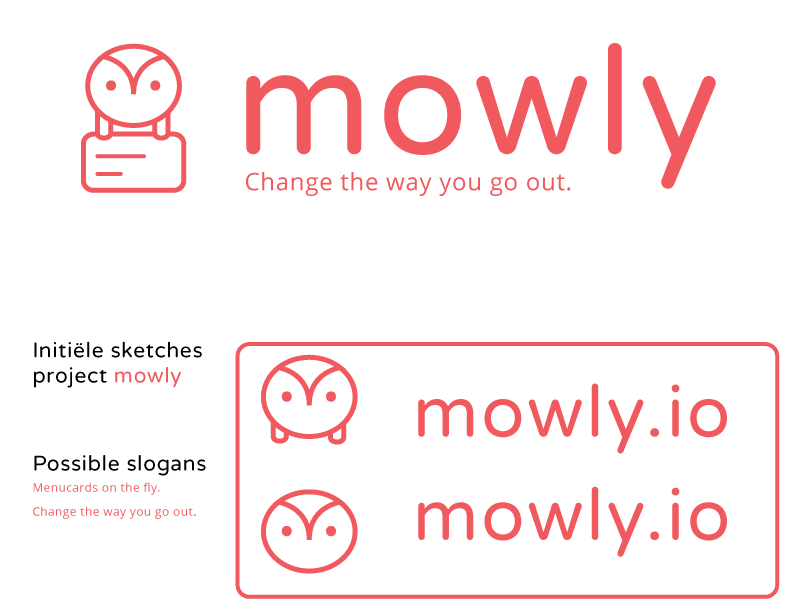 mowly
Change the way you go out.
Initiële sketches
project mowly
Possible slogans
Menucards on the fly.
Change the way you go out.
mowly.io
mowly.io